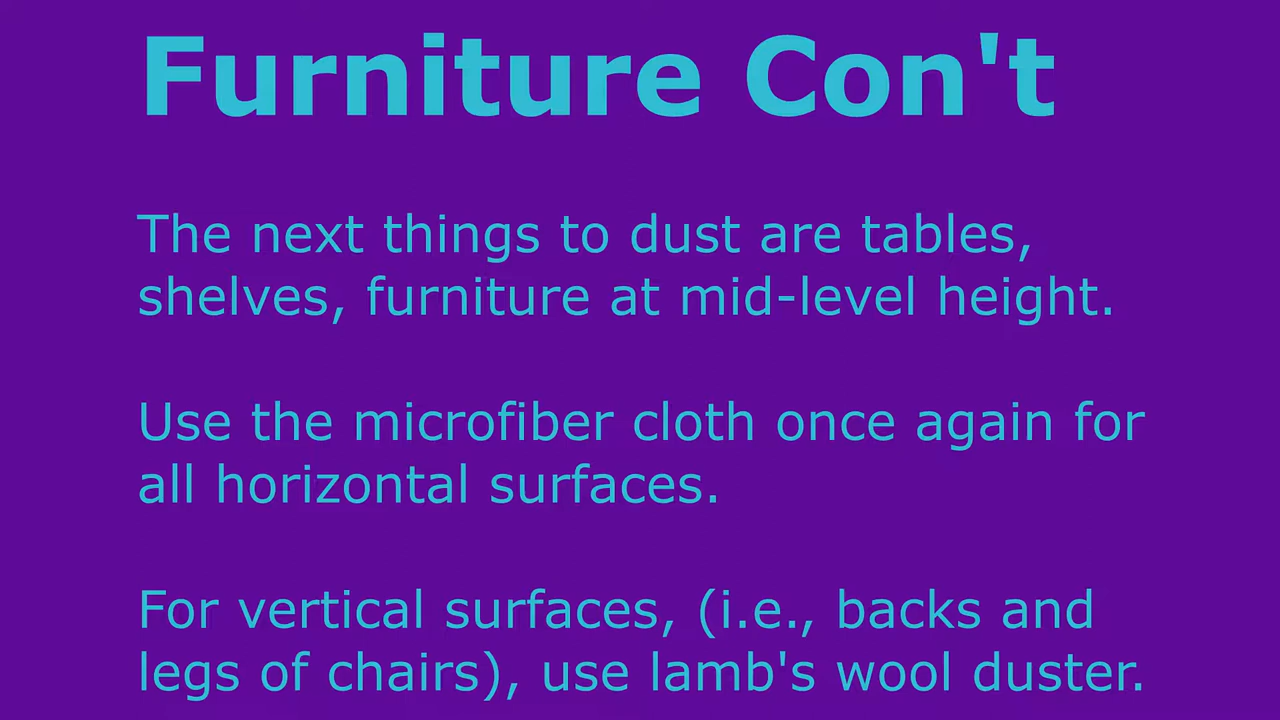 Furniture Con't
The next things to dust are tables,
shelves, furniture at mid-level height.
Use the microfiber cloth once again for
all horizontal surfaces.
For vertical surfaces, (i.e., backs and
legs of chairs), use lamb's wool duster.